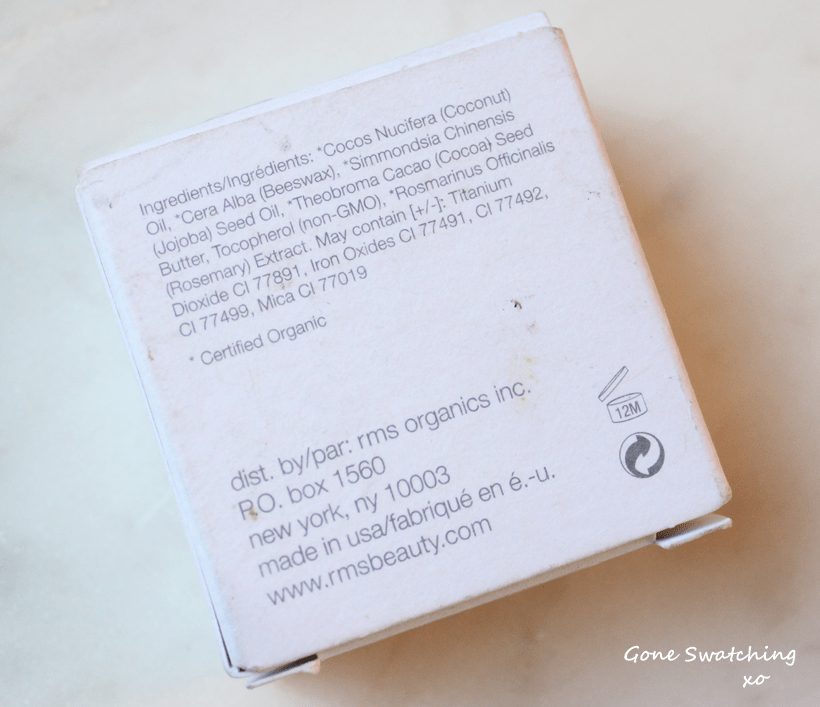 Ingredients/Ingrédients: *Cocos Nucifera (Coconut)
Oil, *Cera Alba (Beeswax), *Simmondsia Chinensis
(Jojoba) Seed Oil, *Theobroma Cacao (Cocoa) Seed
Butter, Tocopherol (non-GMO), *Rosmarinus Officinalis
(Rosemary) Extract. May contain [+/-]: Titanium
Dioxide CI 77891, Iron Oxides CI 77491, CI 77492,
CI 77499, Mica CI 77019
* Certified Organic
dist. by/par: rms organics inc.
P.O. box 1560
new york, ny 10003
made in usa/fabriqué en é.-u.
www.rmsbeauty.com
12M
Gone Swatching
xo